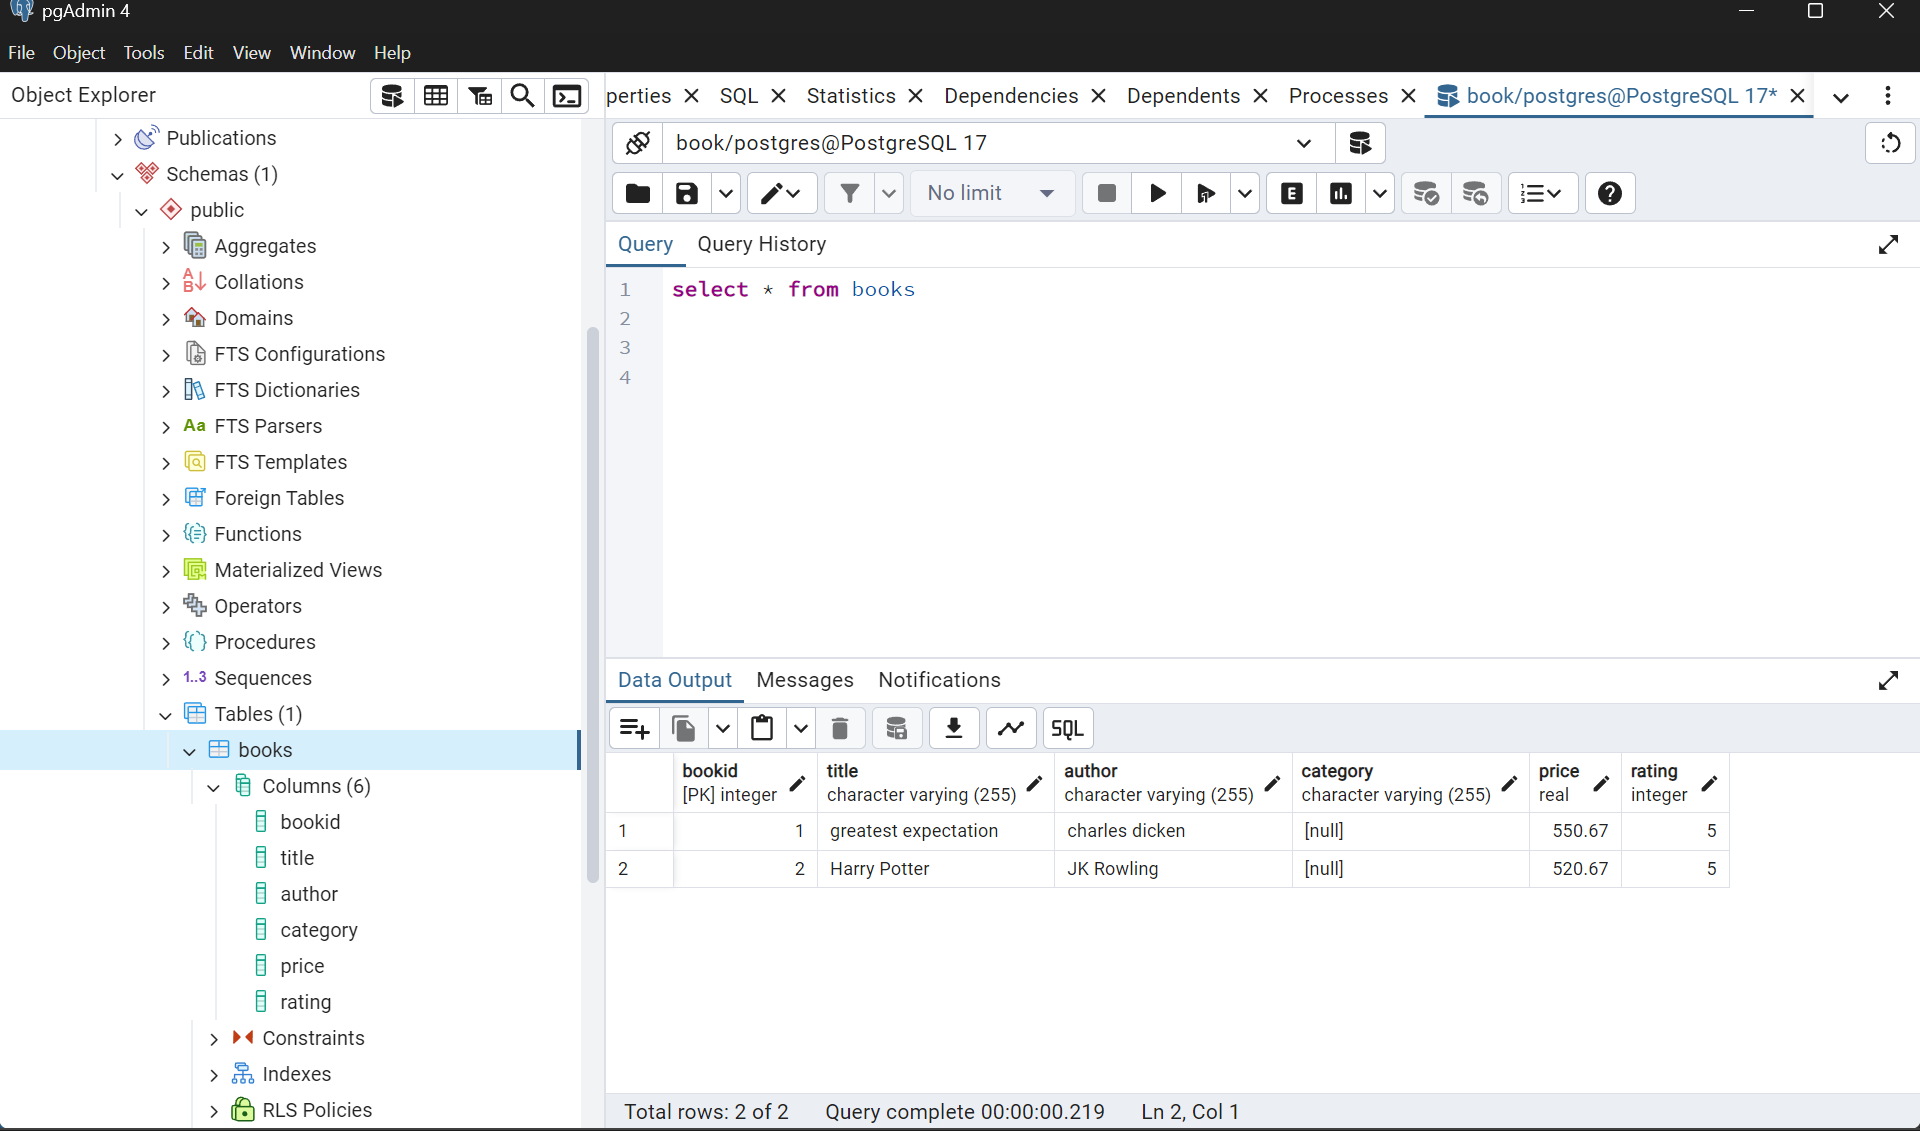 pgAdmin 4
File Object Tools Edit View Window Help
Object Explorer
perties SQL Statistics Dependencies Dependents Processes book/postgres@PostgreSQL 17*
Publications
Schemas (1)
public
Aggregates
Collations
Domains
FTS Configurations
FTS Dictionaries
Aa FTS Parsers
FTS Templates
Foreign Tables
Functions
Materialized Views
Operators
Procedures
1..3 Sequences
Tables (1)
books
Columns (6)
bookid
title
author
category
price
rating
Constraints
Indexes
RLS Policies
book/postgres@PostgreSQL 17
No limit E
Query Query History
1 select * from books
2
3
4
Data Output Messages Notifications
SQL
bookid title author category price rating
[PK] integer character varying (255) character varying (255) character varying (255) real integer
1 1 greatest expectation charles dicken [null] 550.67 5
2 2 Harry Potter JK Rowling [null] 520.67 5
Total rows: 2 of 2 Query complete 00:00:00.219 Ln 2, Col 1